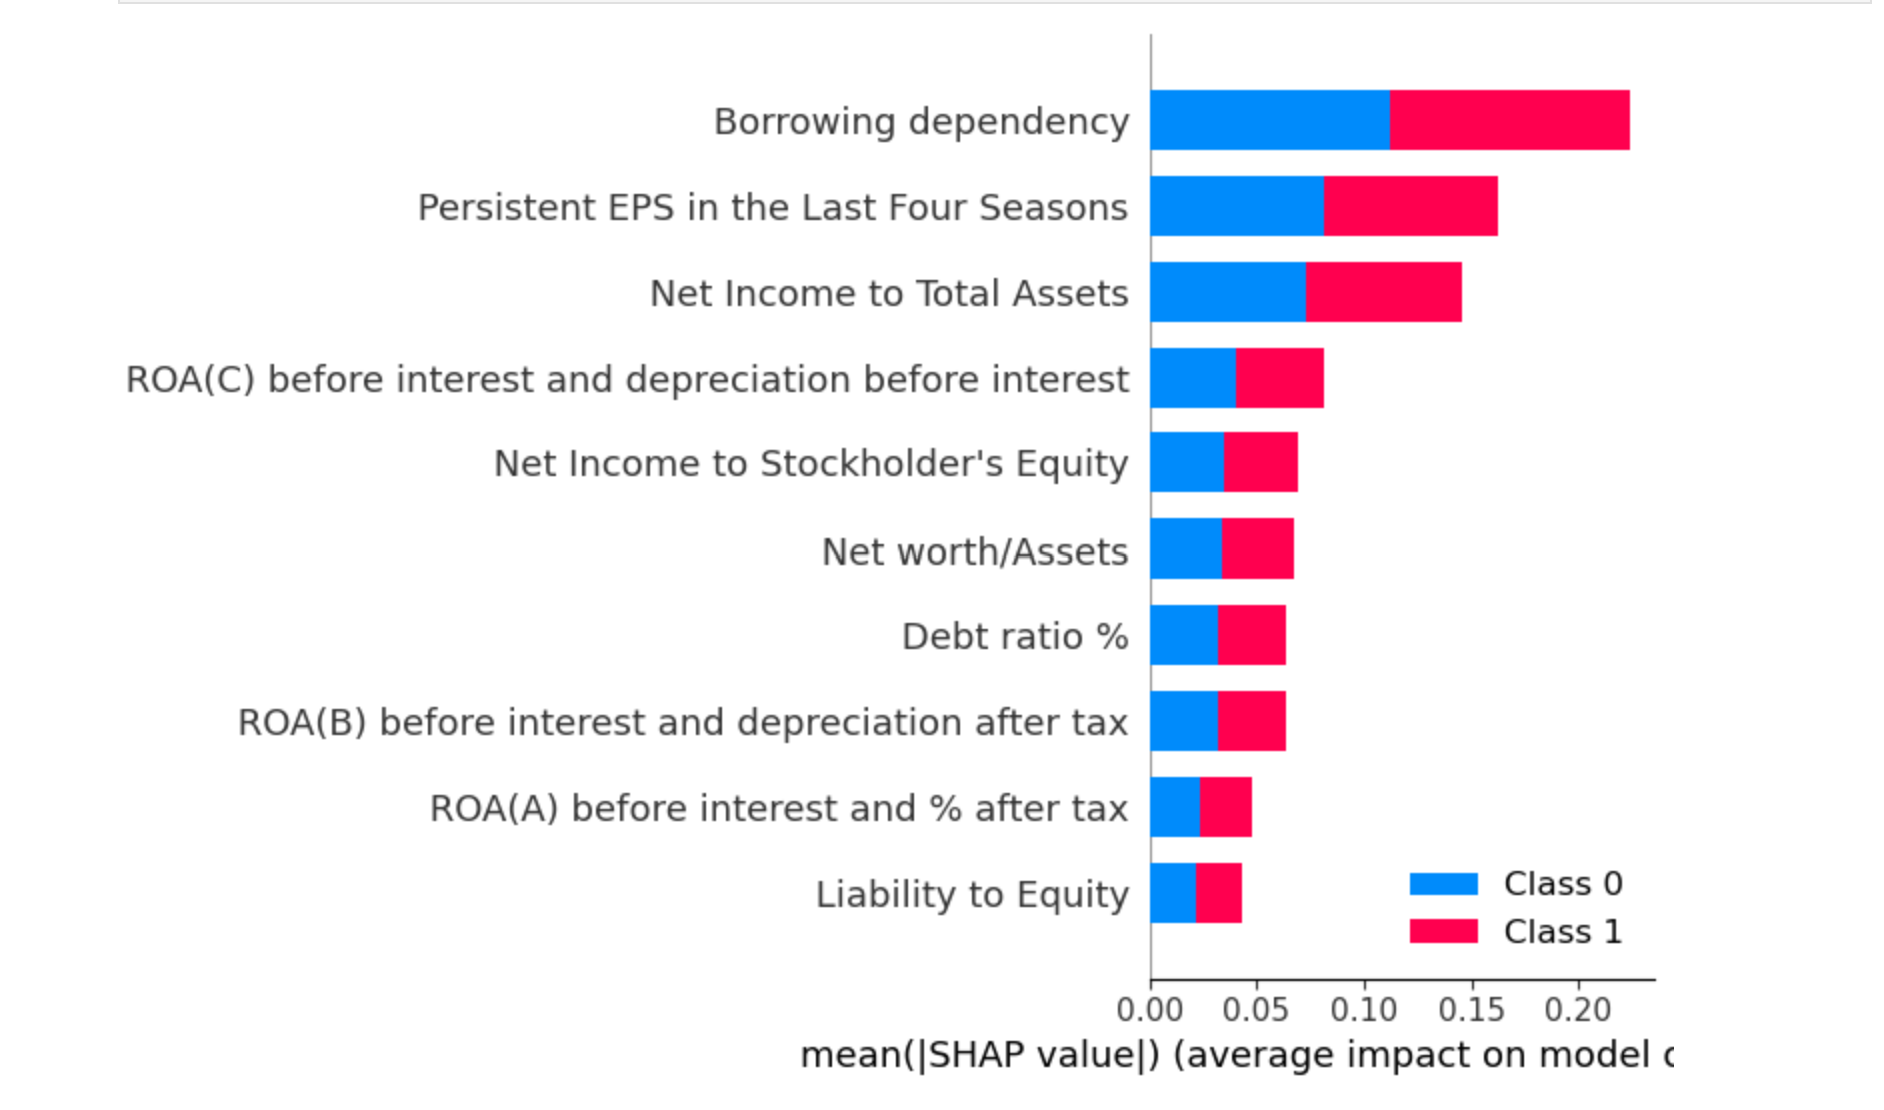 Borrowing dependency
Persistent EPS in the Last Four Seasons
Net Income to Total Assets
ROA(C) before interest and depreciation before interest
Net Income to Stockholder's Equity
Net worth/Assets
Debt ratio %
ROA(B) before interest and depreciation after tax
ROA(A) before interest and % after tax
Liability to Equity
Class 0
Class 1
0.00 0.05 0.10 0.15 0.20
mean(|SHAP value|) (average impact on model